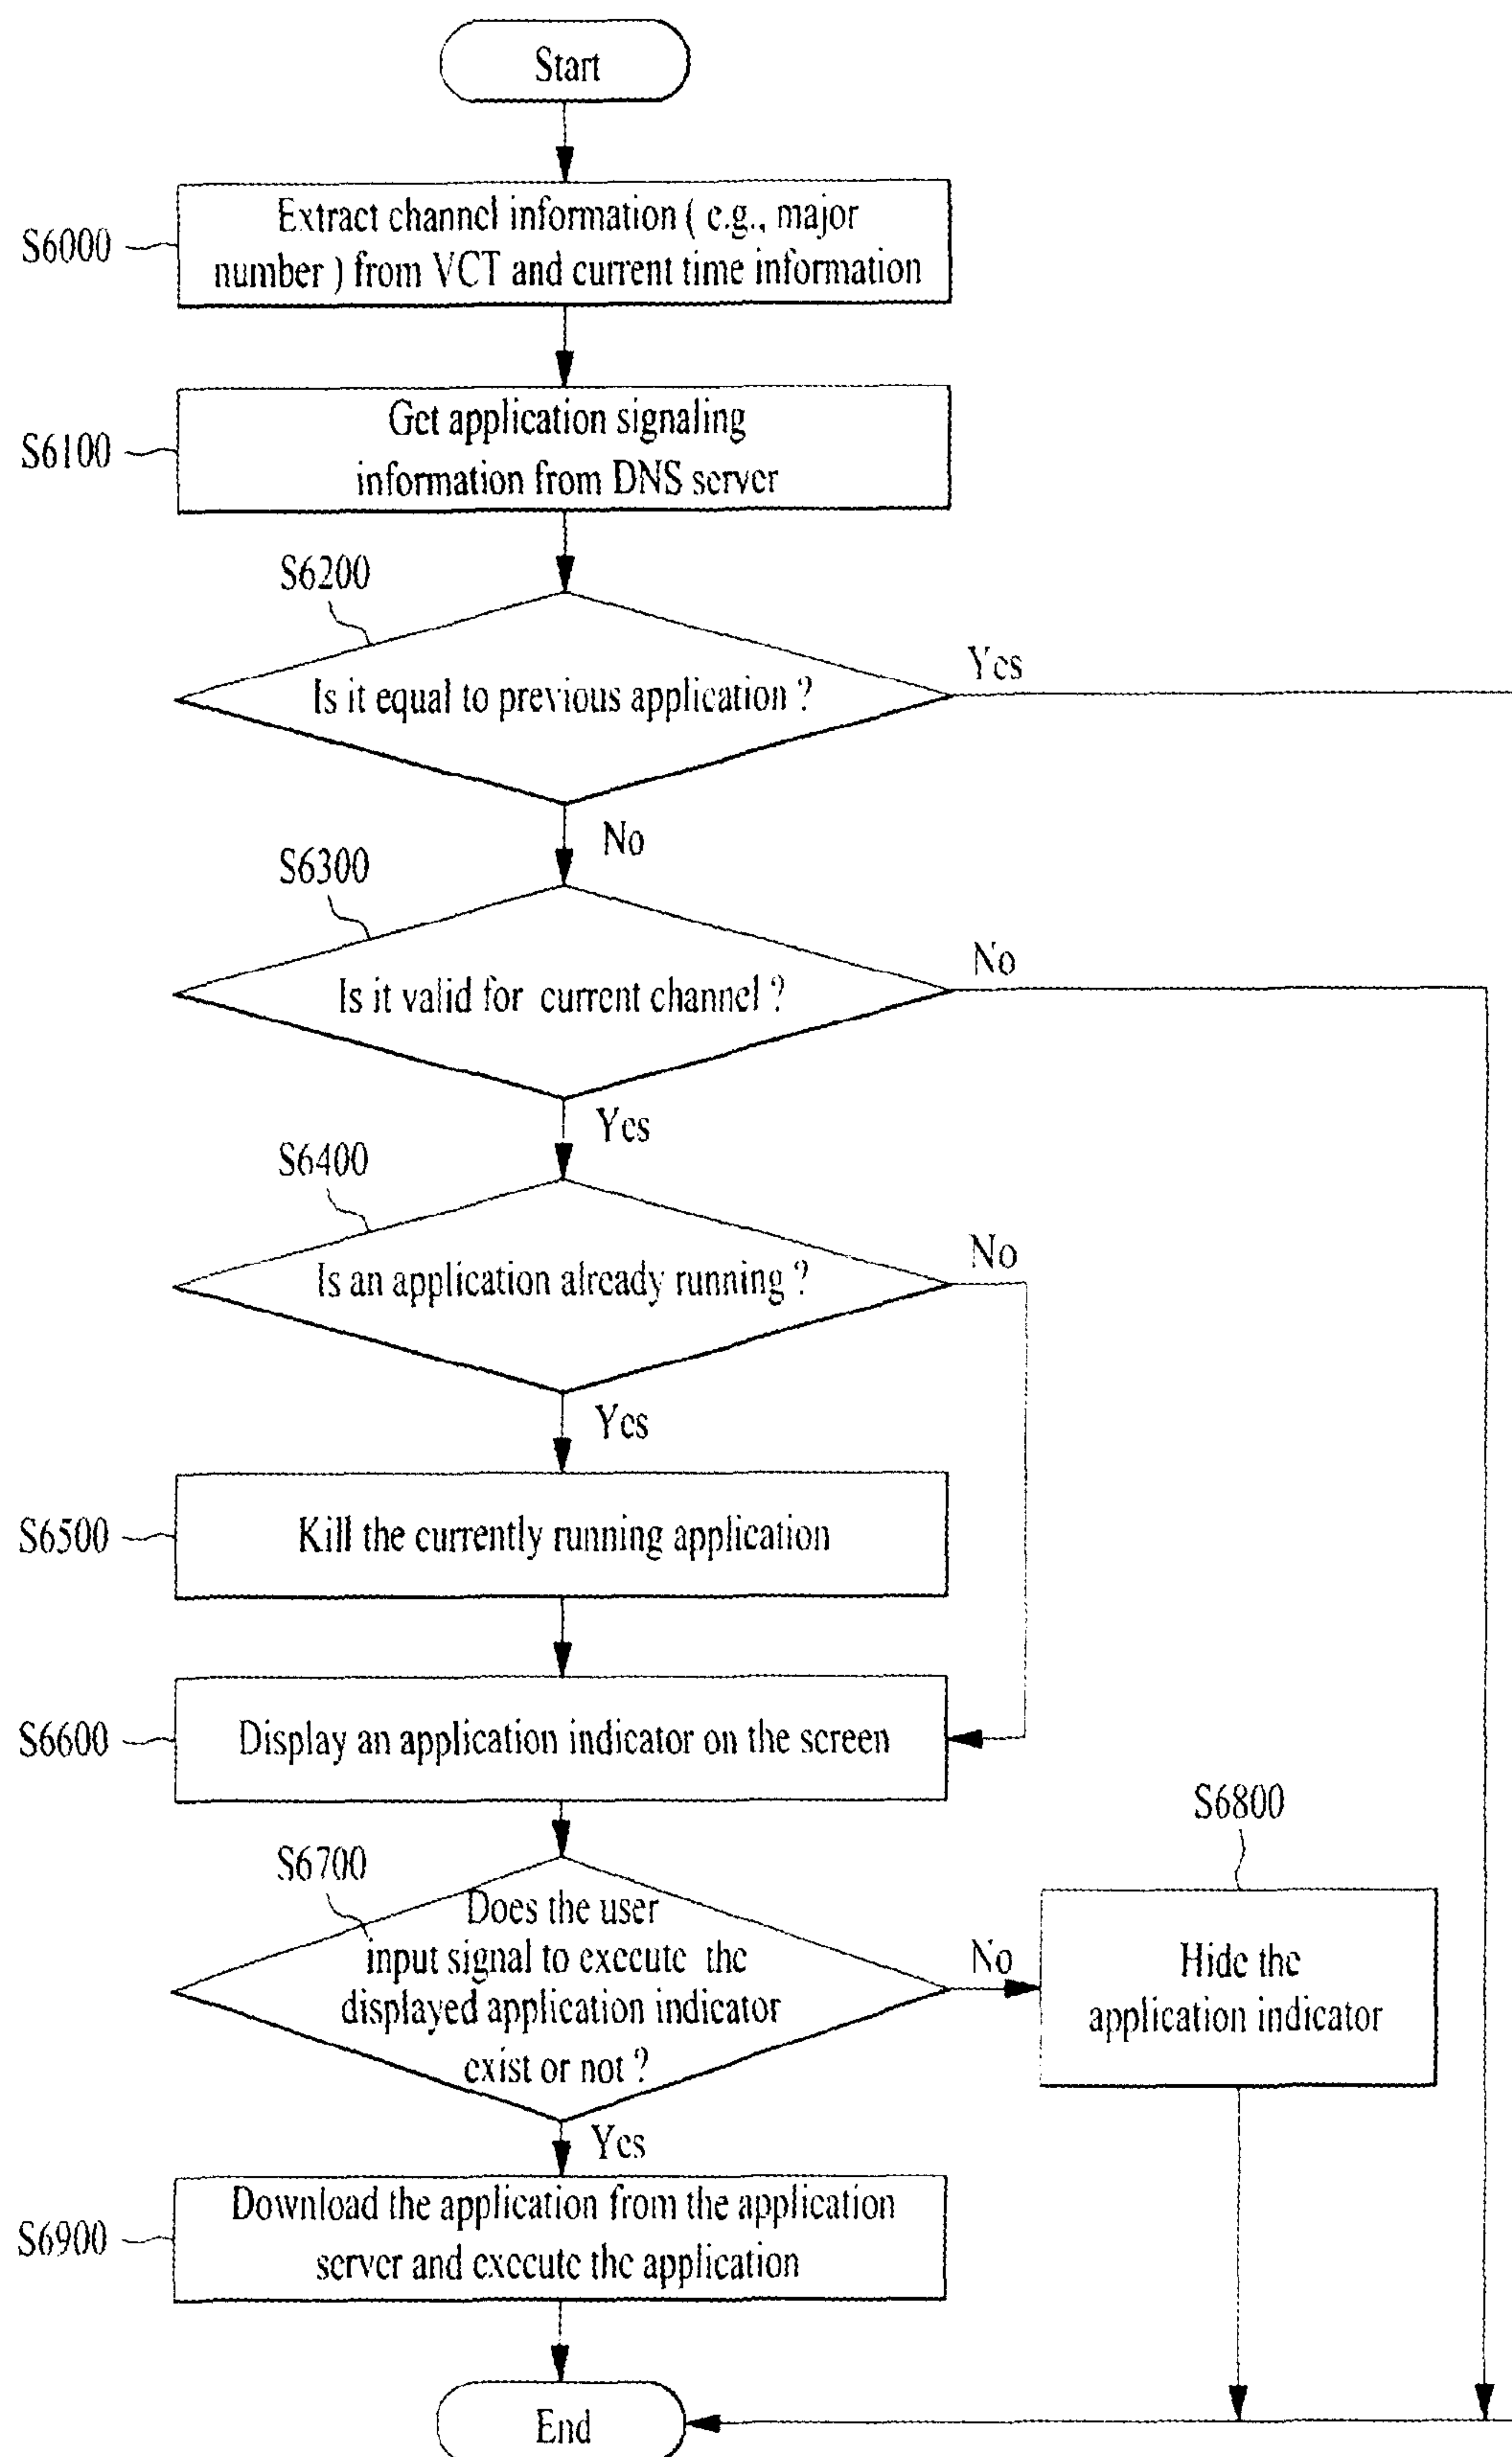 Start
S6000
Extract channel information ( e.g., major
number ) from VCT and current time information
S6100
Get application signaling
information from DNS server
S6200
Is it equal to previous application ?
Yes
No
S6300
Is it valid for current channel ?
No
Yes
S6400
Is an application already running ?
No
Yes
S6500
Kill the currently running application
S6600
Display an application indicator on the screen
S6700
Does the user
input signal to execute the
displayed application indicator
exist or not ?
No
S6800
Hide the
application indicator
Yes
S6900
Download the application from the application
server and execute the application
End